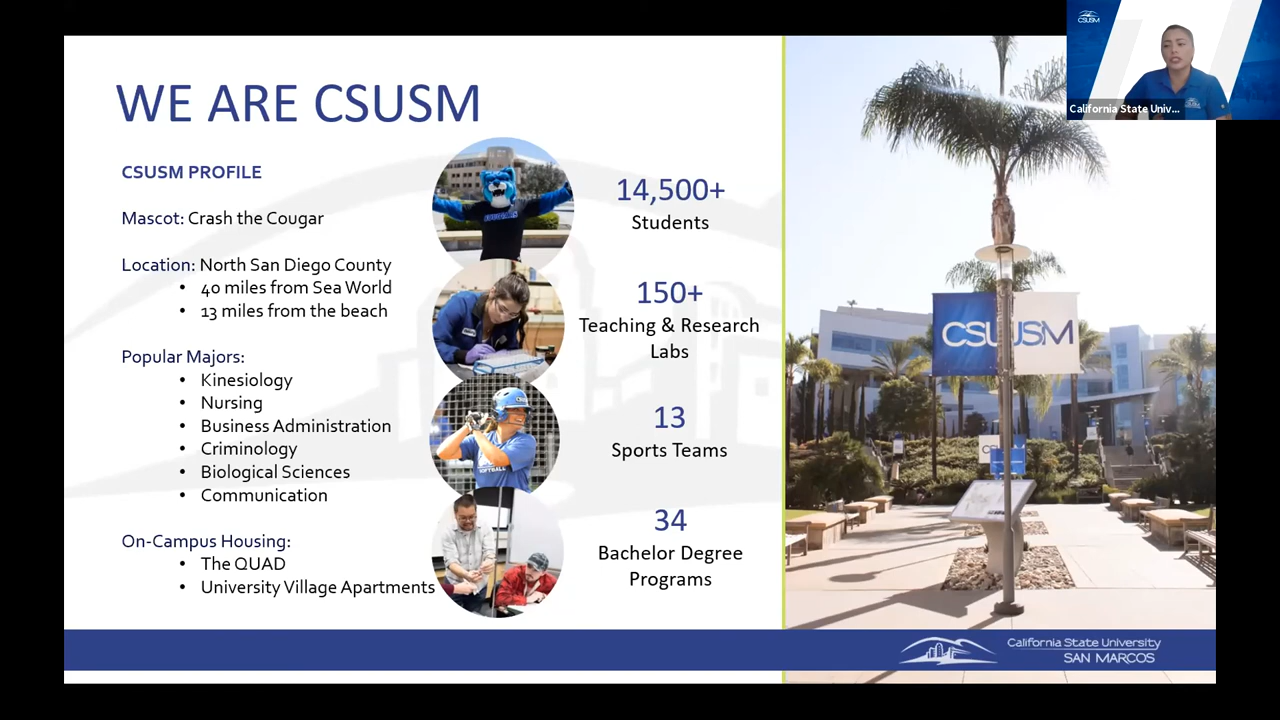 WE ARE CSUSM
CSUSM PROFILE
Mascot: Crash the Cougar
Location: North San Diego County
• 40 miles from Sea World
• 13 miles from the beach
Popular Majors:
• Kinesiology
• Nursing
• Business Administration
• Criminology
• Biological Sciences
• Communication
On-Campus Housing:
• The QUAD
• University Village Apartments
COUGARS
SOFTBALL
14,500+
Students
150+
Teaching & Research
Labs
13
Sports Teams
34
Bachelor Degree
Programs
CSUSM
California State Univ...
CSUSM
California State University
SAN MARCOS